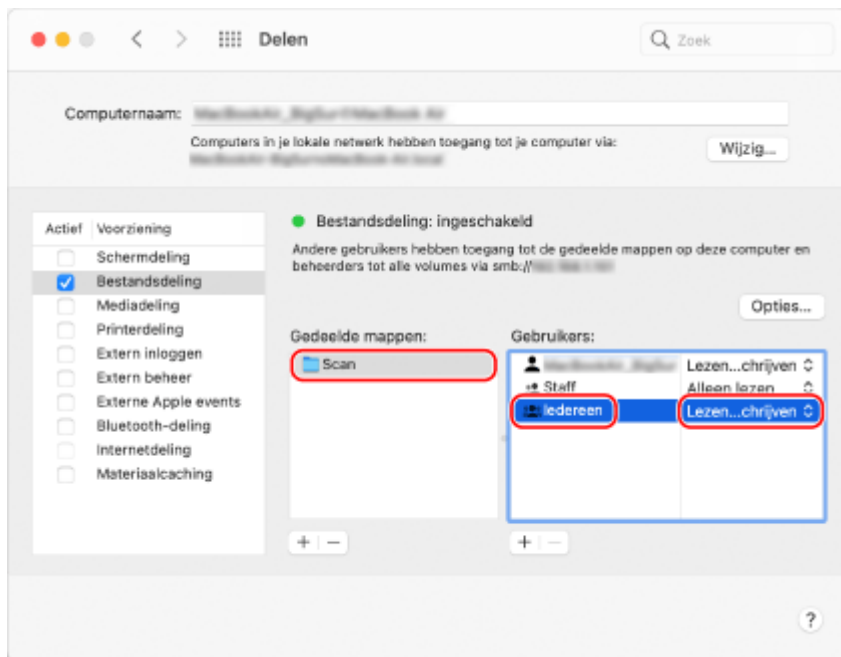 Delen
Zoek
Computernaam:
Computers in je lokale netwerk hebben toegang tot je computer via:
Wijzig...
Actief Voorziening
Schermdeling
Bestandsdeling
Mediadeling
Printerdeling
Extern inloggen
Extern beheer
Externe Apple events
Bluetooth-deling
Internetdeling
Materiaalcaching
Bestandsdeling: ingeschakeld
Andere gebruikers hebben toegang tot de gedeelde mappen op deze computer en
beheerders tot alle volumes via smb://
Opties...
Gedeelde mappen:
Scan
Gebruikers:
Lezen...chrijven
Staff Alleen lezen
Iedereen Lezen...chrijven
+ −
+ −
?